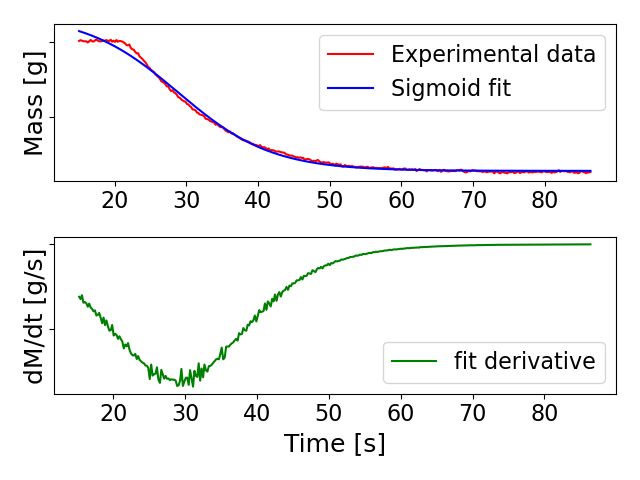 Mass [g]
Experimental data
Sigmoid fit
20 30 40 50 60 70 80
dM/dt [g/s]
fit derivative
20 30 40 50 60 70 80
Time [s]